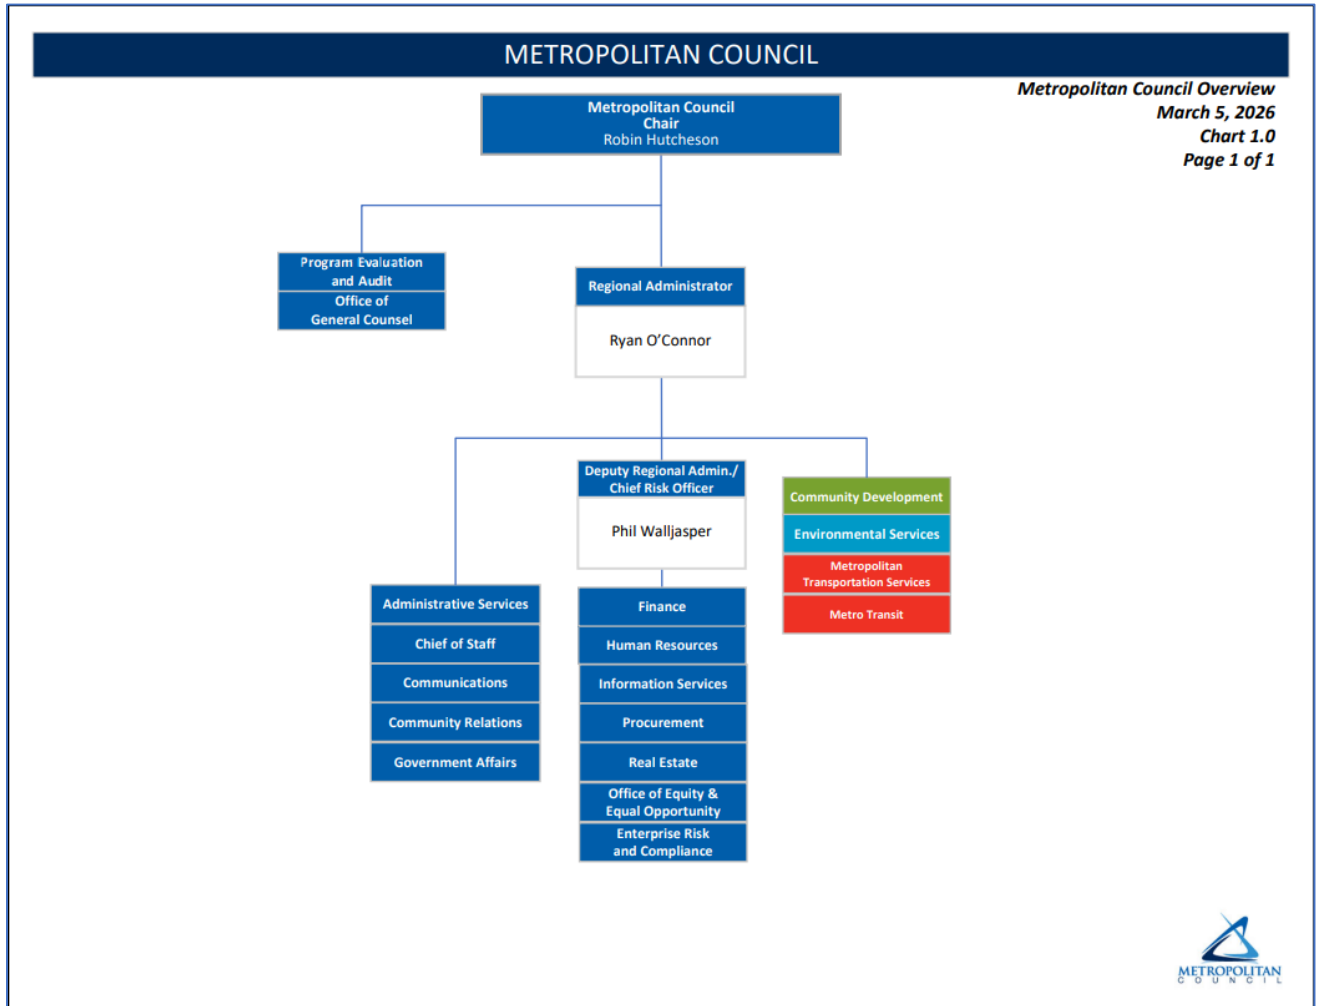 METROPOLITAN COUNCIL
Metropolitan Council Overview
March 5, 2026
Chart 1.0
Page 1 of 1
Metropolitan Council
Chair
Robin Hutcheson
Program Evaluation
and Audit
Office of
General Counsel
Regional Administrator
Ryan O’Connor
Deputy Regional Admin./
Chief Risk Officer
Phil Walljasper
Community Development
Environmental Services
Metropolitan
Transportation Services
Metro Transit
Administrative Services
Chief of Staff
Communications
Community Relations
Government Affairs
Finance
Human Resources
Information Services
Procurement
Real Estate
Office of Equity &
Equal Opportunity
Enterprise Risk
and Compliance
METROPOLITAN
COUNCIL